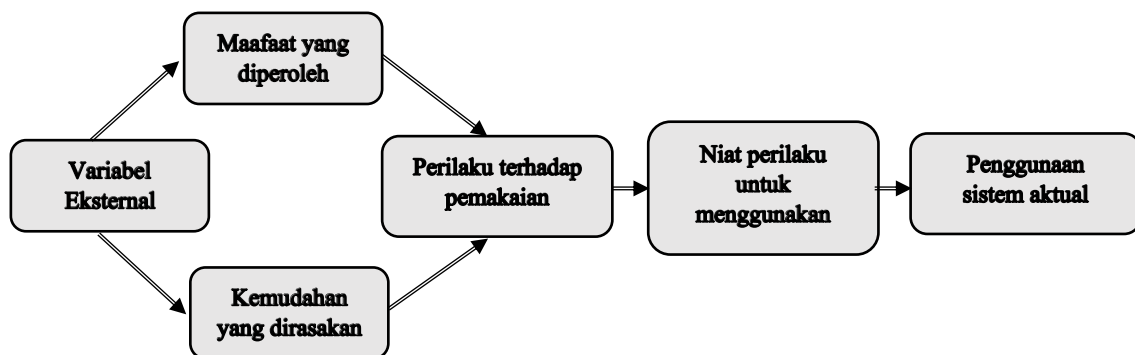 Maafaat yang
diperoleh
Variabel
Eksternal
Kemudahan
yang dirasakan
Perilaku terhadap
pemakaian
Niat perilaku
untuk
menggunakan
Penggunaan
sistem aktual